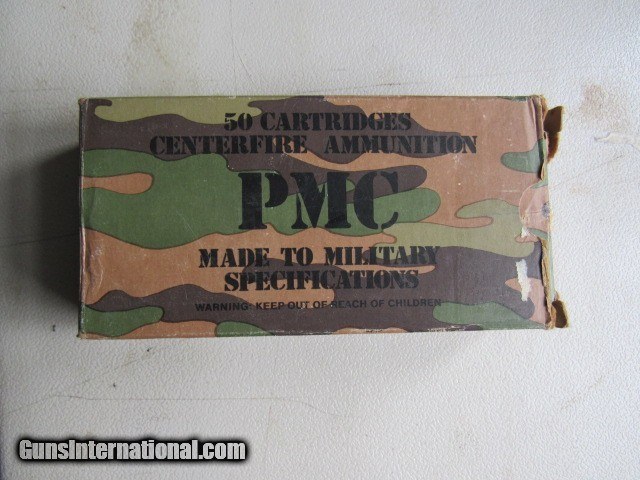 50 CARTRIDGES
CENTERFIRE AMMUNITION
PMC
MADE TO MILITARY
SPECIFICATIONS
WARNING: KEEP OUT OF REACH OF CHILDREN
GunsInternational.com